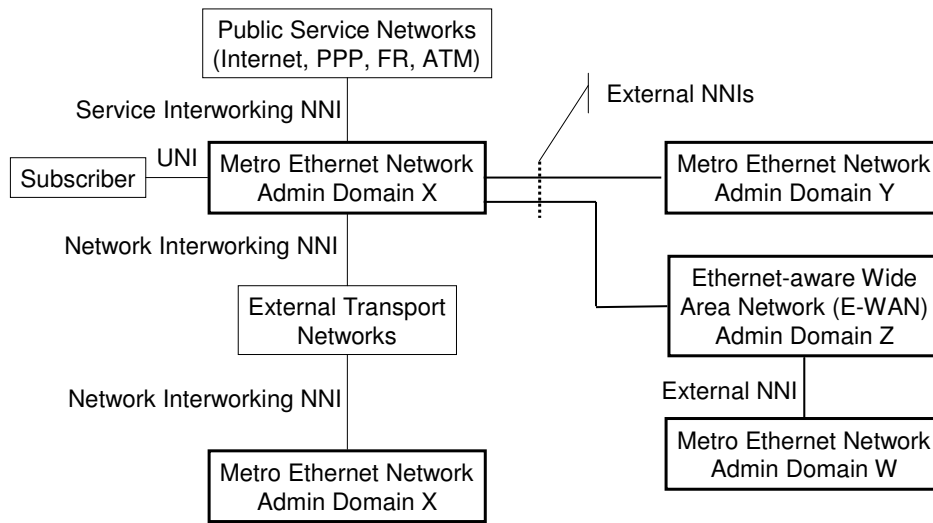 Public Service Networks
(Internet, PPP, FR, ATM)
Service Interworking NNI
External NNIs
UNI
Subscriber
Metro Ethernet Network
Admin Domain X
Metro Ethernet Network
Admin Domain Y
Network Interworking NNI
External Transport
Networks
Ethernet-aware Wide
Area Network (E-WAN)
Admin Domain Z
Network Interworking NNI
External NNI
Metro Ethernet Network
Admin Domain X
Metro Ethernet Network
Admin Domain W